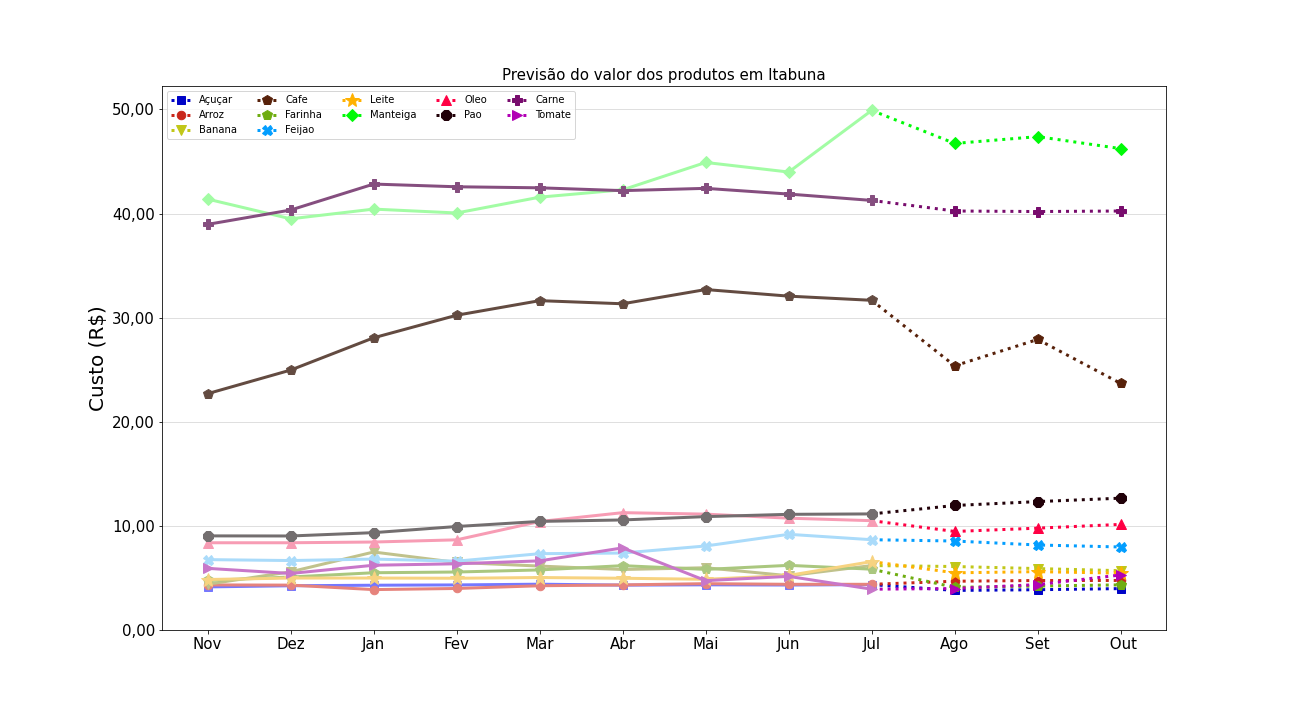 Previsão do valor dos produtos em Itabuna
Açuçar Cafe Leite Oleo Carne
Arroz Farinha Manteiga Pao Tomate
Banana Feijao
50,00
40,00
30,00
20,00
10,00
0,00
Custo (R$)
Nov Dez Jan Fev Mar Abr Mai Jun Jul Ago Set Out